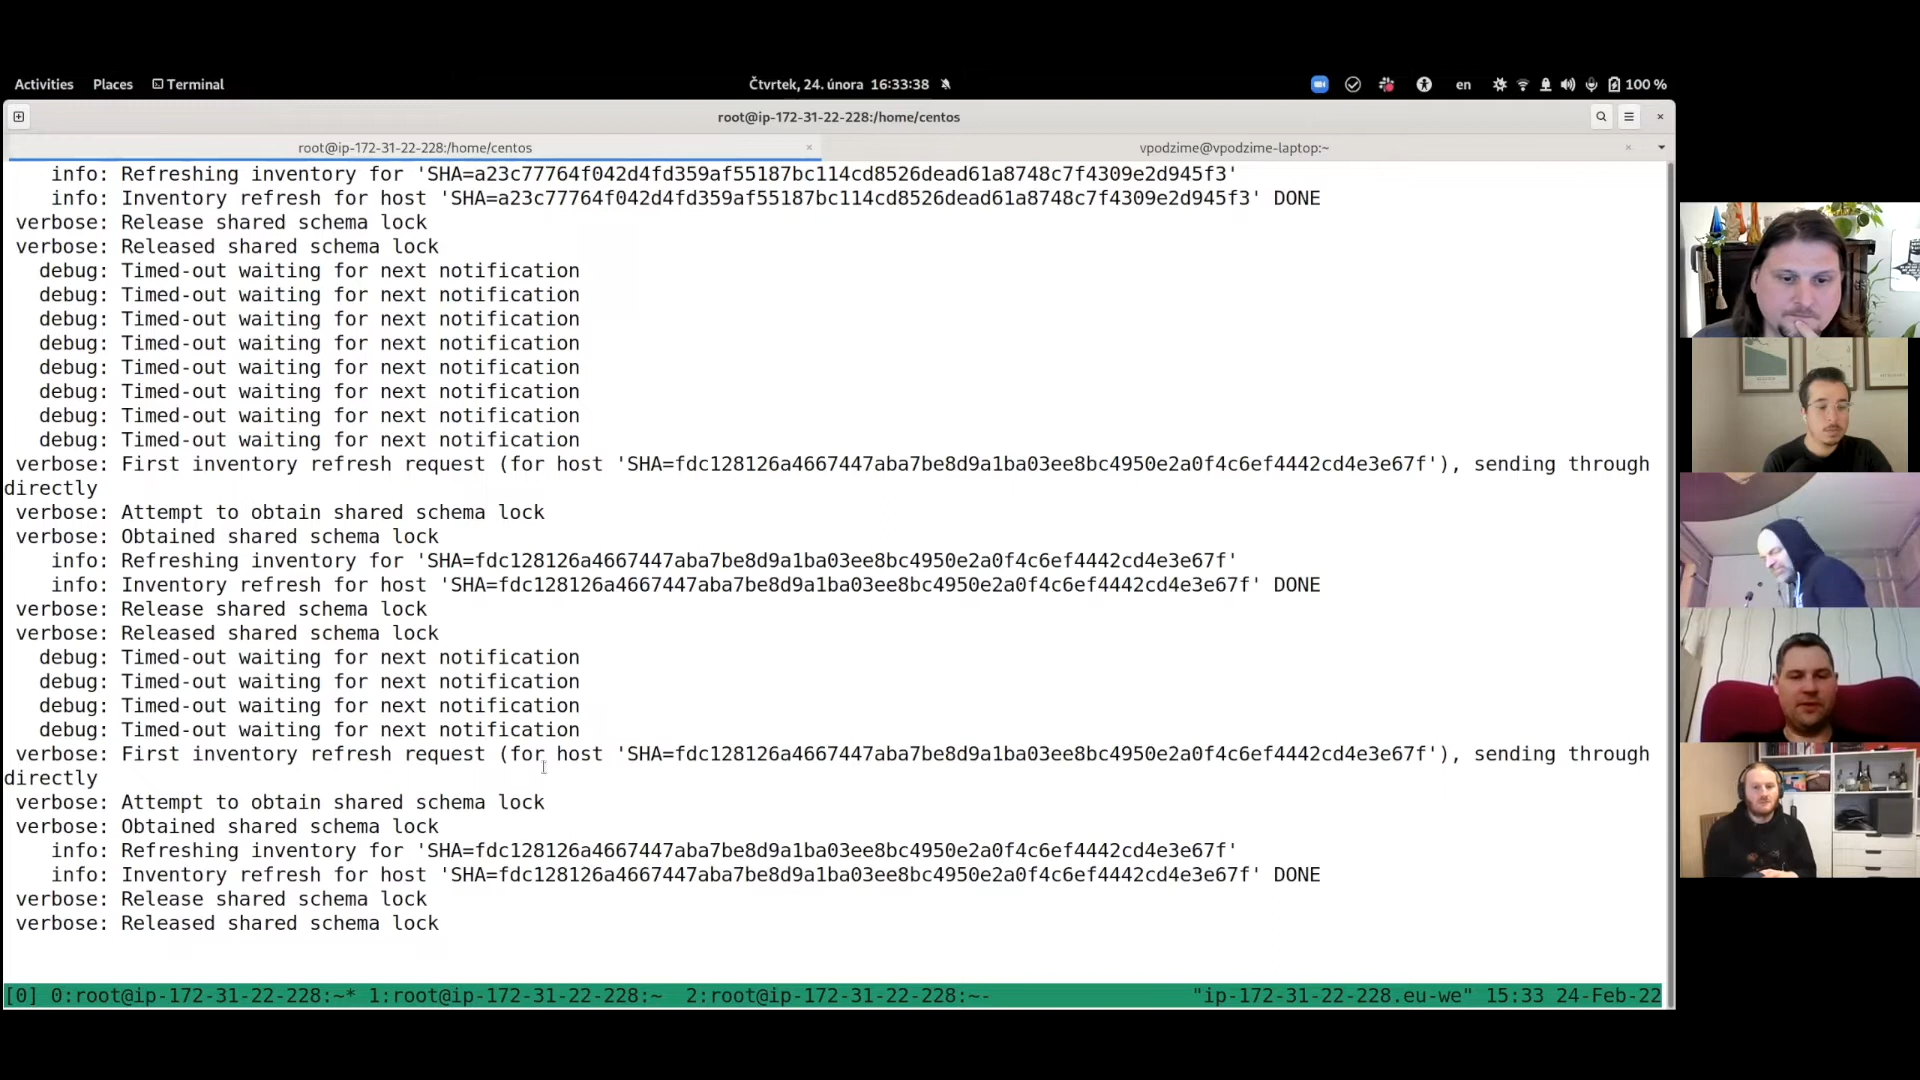 Activities Places Terminal Čtvrtek, 24. února 16:33:38 en 100 %
root@ip-172-31-22-228:/home/centos
root@ip-172-31-22-228:/home/centos vpodzime@vpodzime-laptop:~
info: Refreshing inventory for 'SHA=a23c77764f042d4fd359af55187bc114cd8526dead61a8748c7f4309e2d945f3'
info: Inventory refresh for host 'SHA=a23c77764f042d4fd359af55187bc114cd8526dead61a8748c7f4309e2d945f3' DONE
verbose: Release shared schema lock
verbose: Released shared schema lock
debug: Timed-out waiting for next notification
debug: Timed-out waiting for next notification
debug: Timed-out waiting for next notification
debug: Timed-out waiting for next notification
debug: Timed-out waiting for next notification
debug: Timed-out waiting for next notification
debug: Timed-out waiting for next notification
debug: Timed-out waiting for next notification
verbose: First inventory refresh request (for host 'SHA=fdc128126a4667447aba7be8d9a1ba03ee8bc4950e2a0f4c6ef4442cd4e3e67f'), sending through
directly
verbose: Attempt to obtain shared schema lock
verbose: Obtained shared schema lock
info: Refreshing inventory for 'SHA=fdc128126a4667447aba7be8d9a1ba03ee8bc4950e2a0f4c6ef4442cd4e3e67f'
info: Inventory refresh for host 'SHA=fdc128126a4667447aba7be8d9a1ba03ee8bc4950e2a0f4c6ef4442cd4e3e67f' DONE
verbose: Release shared schema lock
verbose: Released shared schema lock
debug: Timed-out waiting for next notification
debug: Timed-out waiting for next notification
debug: Timed-out waiting for next notification
debug: Timed-out waiting for next notification
verbose: First inventory refresh request (for host 'SHA=fdc128126a4667447aba7be8d9a1ba03ee8bc4950e2a0f4c6ef4442cd4e3e67f'), sending through
directly
verbose: Attempt to obtain shared schema lock
verbose: Obtained shared schema lock
info: Refreshing inventory for 'SHA=fdc128126a4667447aba7be8d9a1ba03ee8bc4950e2a0f4c6ef4442cd4e3e67f'
info: Inventory refresh for host 'SHA=fdc128126a4667447aba7be8d9a1ba03ee8bc4950e2a0f4c6ef4442cd4e3e67f' DONE
verbose: Release shared schema lock
verbose: Released shared schema lock
[0] 0:root@ip-172-31-22-228:~* 1:root@ip-172-31-22-228:~ 2:root@ip-172-31-22-228:~- "ip-172-31-22-228.eu-we" 15:33 24-Feb-22